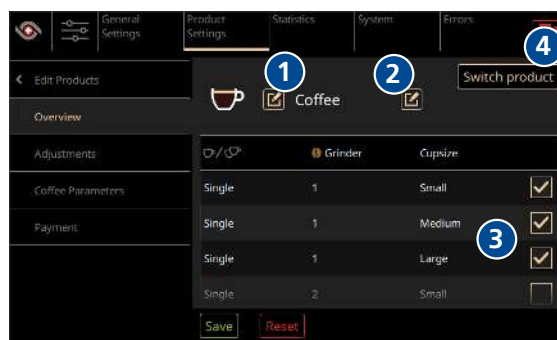 General Settings Product Settings Statistics System Errors
4
Edit Products
1 2 Switch product
Coffee
Overview
Adjustments Grinder Cupsize
Coffee Parameters Single 1 Small
Payment Single 1 Medium
3
Single 1 Large
Single 2 Small
Save Reset